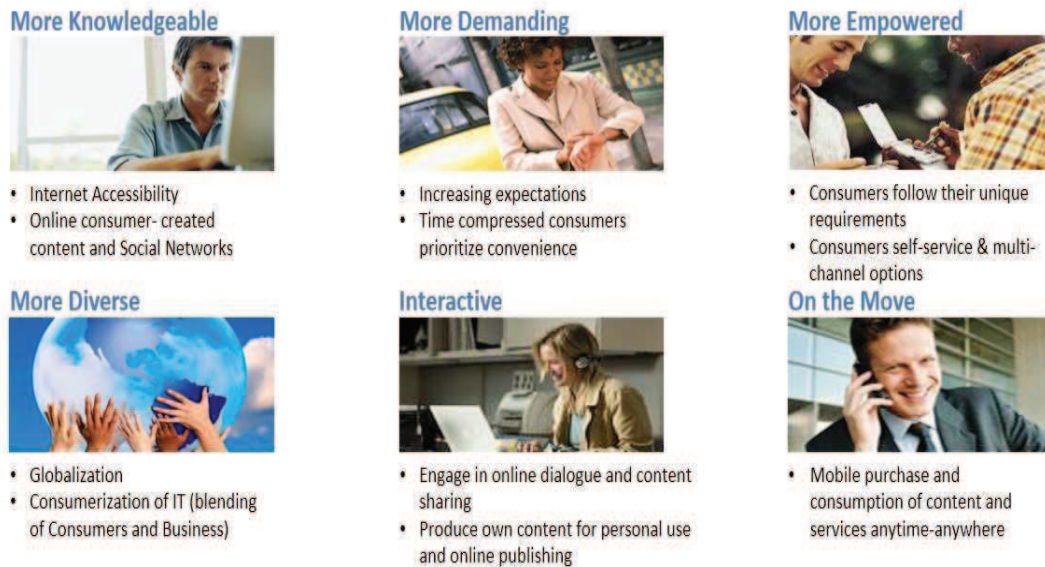 More Knowledgeable
• Internet Accessibility
• Online consumer- created
content and Social Networks
More Demanding
• Increasing expectations
• Time compressed consumers
prioritize convenience
More Empowered
• Consumers follow their unique
requirements
• Consumers self-service & multi-
channel options
More Diverse
• Globalization
• Consumerization of IT (blending
of Consumers and Business)
Interactive
• Engage in online dialogue and content
sharing
• Produce own content for personal use
and online publishing
On the Move
• Mobile purchase and
consumption of content and
services anytime-anywhere